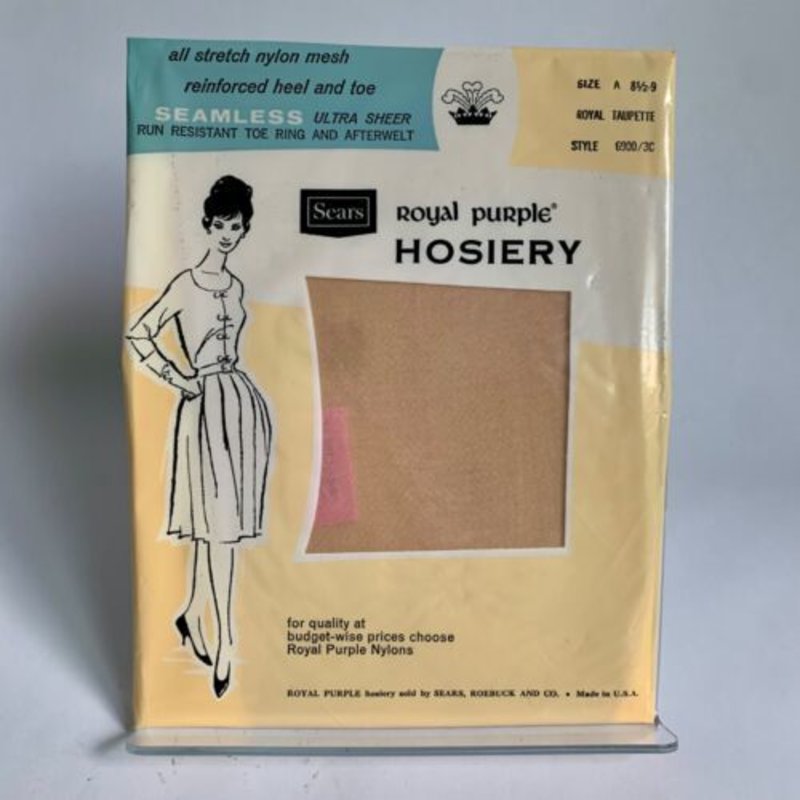 all stretch nylon mesh
reinforced heel and toe
SEAMLESS ULTRA SHEER
RUN RESISTANT TOE RING AND AFTERWELT
SIZE A 8½-9
ROYAL TAUPETTE
STYLE 6900/3C
Sears
Royal purple®
HOSIERY
for quality at
budget-wise prices choose
Royal Purple Nylons
ROYAL PURPLE hosiery sold by SEARS, ROEBUCK AND CO. • Made in U.S.A.